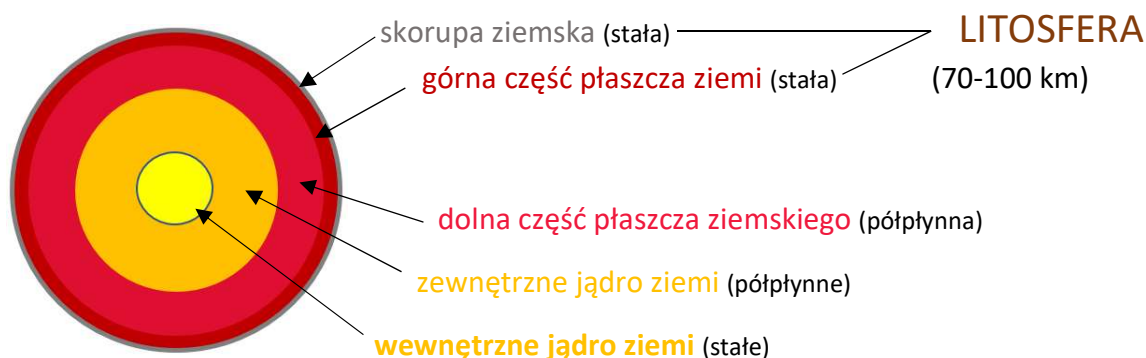 skorupa ziemska (stała) LITOSFERA
górna część płaszcza ziemi (stała) (70-100 km)
dolna część płaszcza ziemskiego (półpłynna)
zewnętrzne jądro ziemi (półpłynne)
wewnętrzne jądro ziemi (stałe)